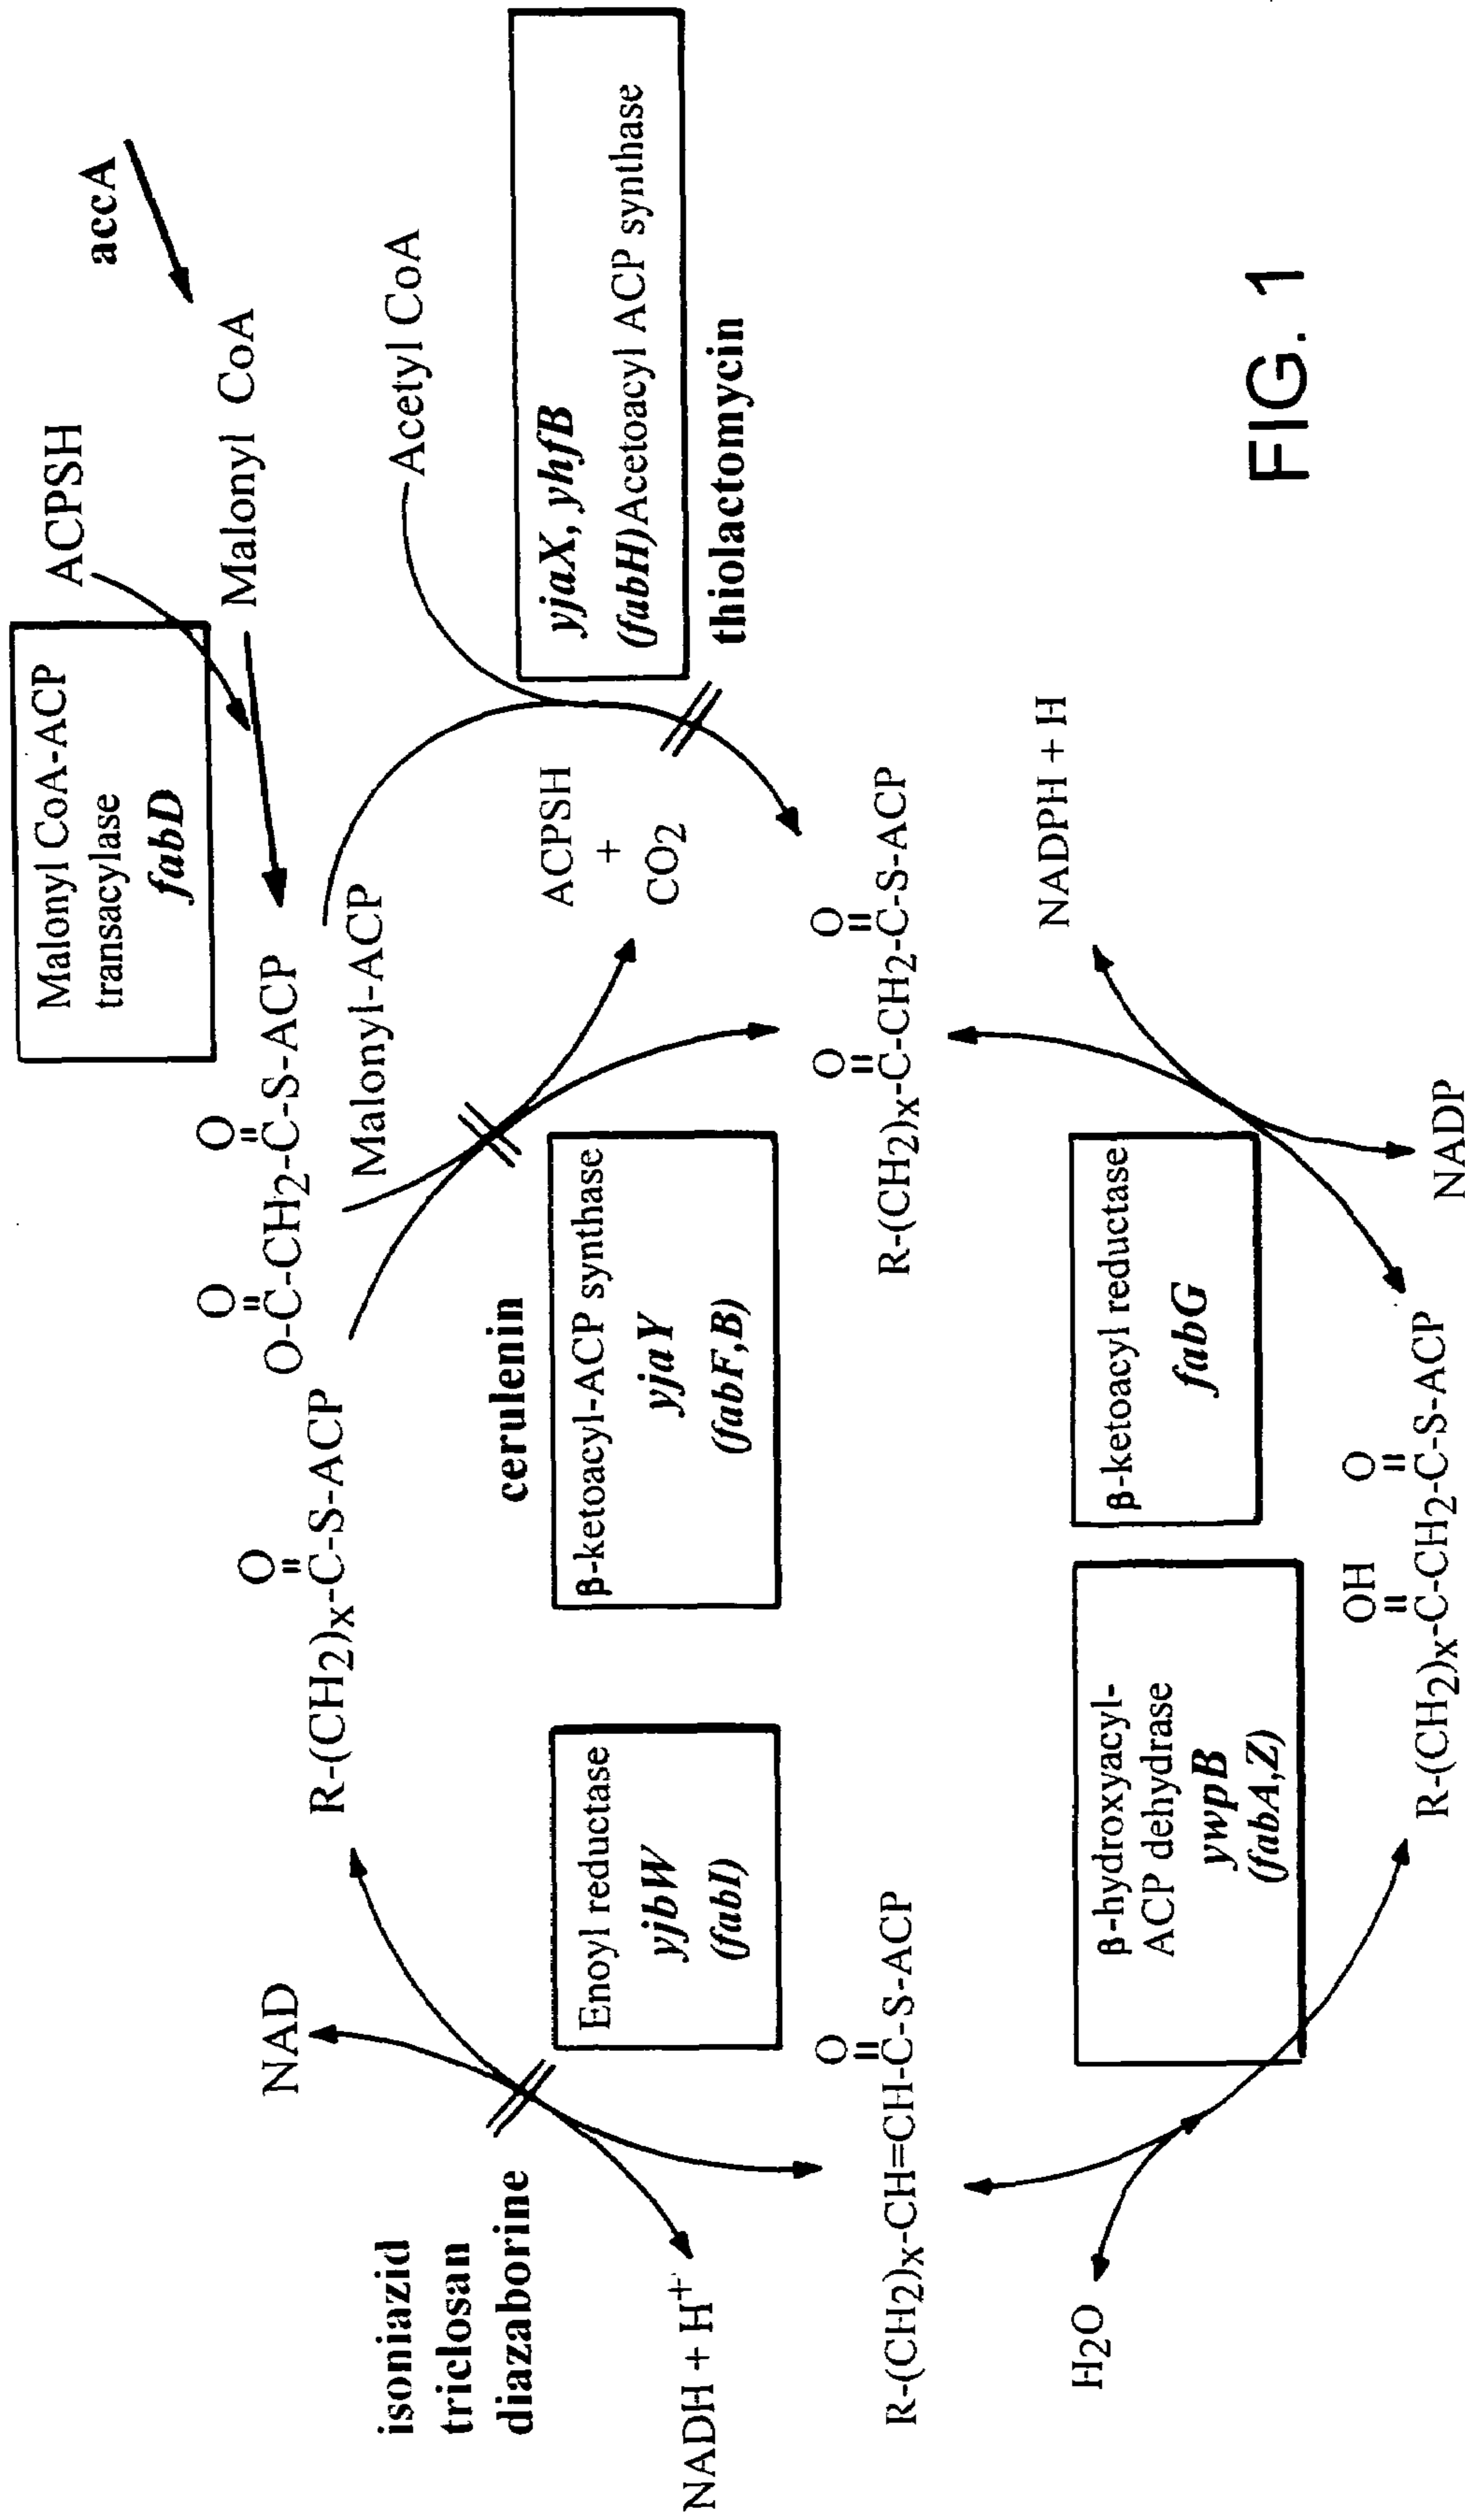 accA
ACPSH
Malonyl CoA
Malonyl CoA-ACP
transacylase
fabD
Acetyl CoA
O O
O-C-CH2-C-S-ACP
Malonyl-ACP
O
R-(CH2)x-C-S-ACP
NAD
isoniazid
triclosan
diazaborine
cerulenin
yjaX, yhfB
(fabH) Acetoacyl ACP synthase
thiolactomycin
ACPSH
+
CO2
β-ketoacyl-ACP synthase
yjaY
(fabF,B)
Enoyl reductase
yjbW
(fabI)
NADH + H+
O
R-(CH2)x-CH=CH-C-S-ACP
O O
R-(CH2)x-C-CH2-C-S-ACP
NADPH + H
β-ketoacyl reductase
fabG
β-hydroxyacyl-
ACP dehydrase
ywpB
(fabA,Z)
H2O
NADP
OH O
R-(CH2)x-C-CH2-C-S-ACP
FIG. 1